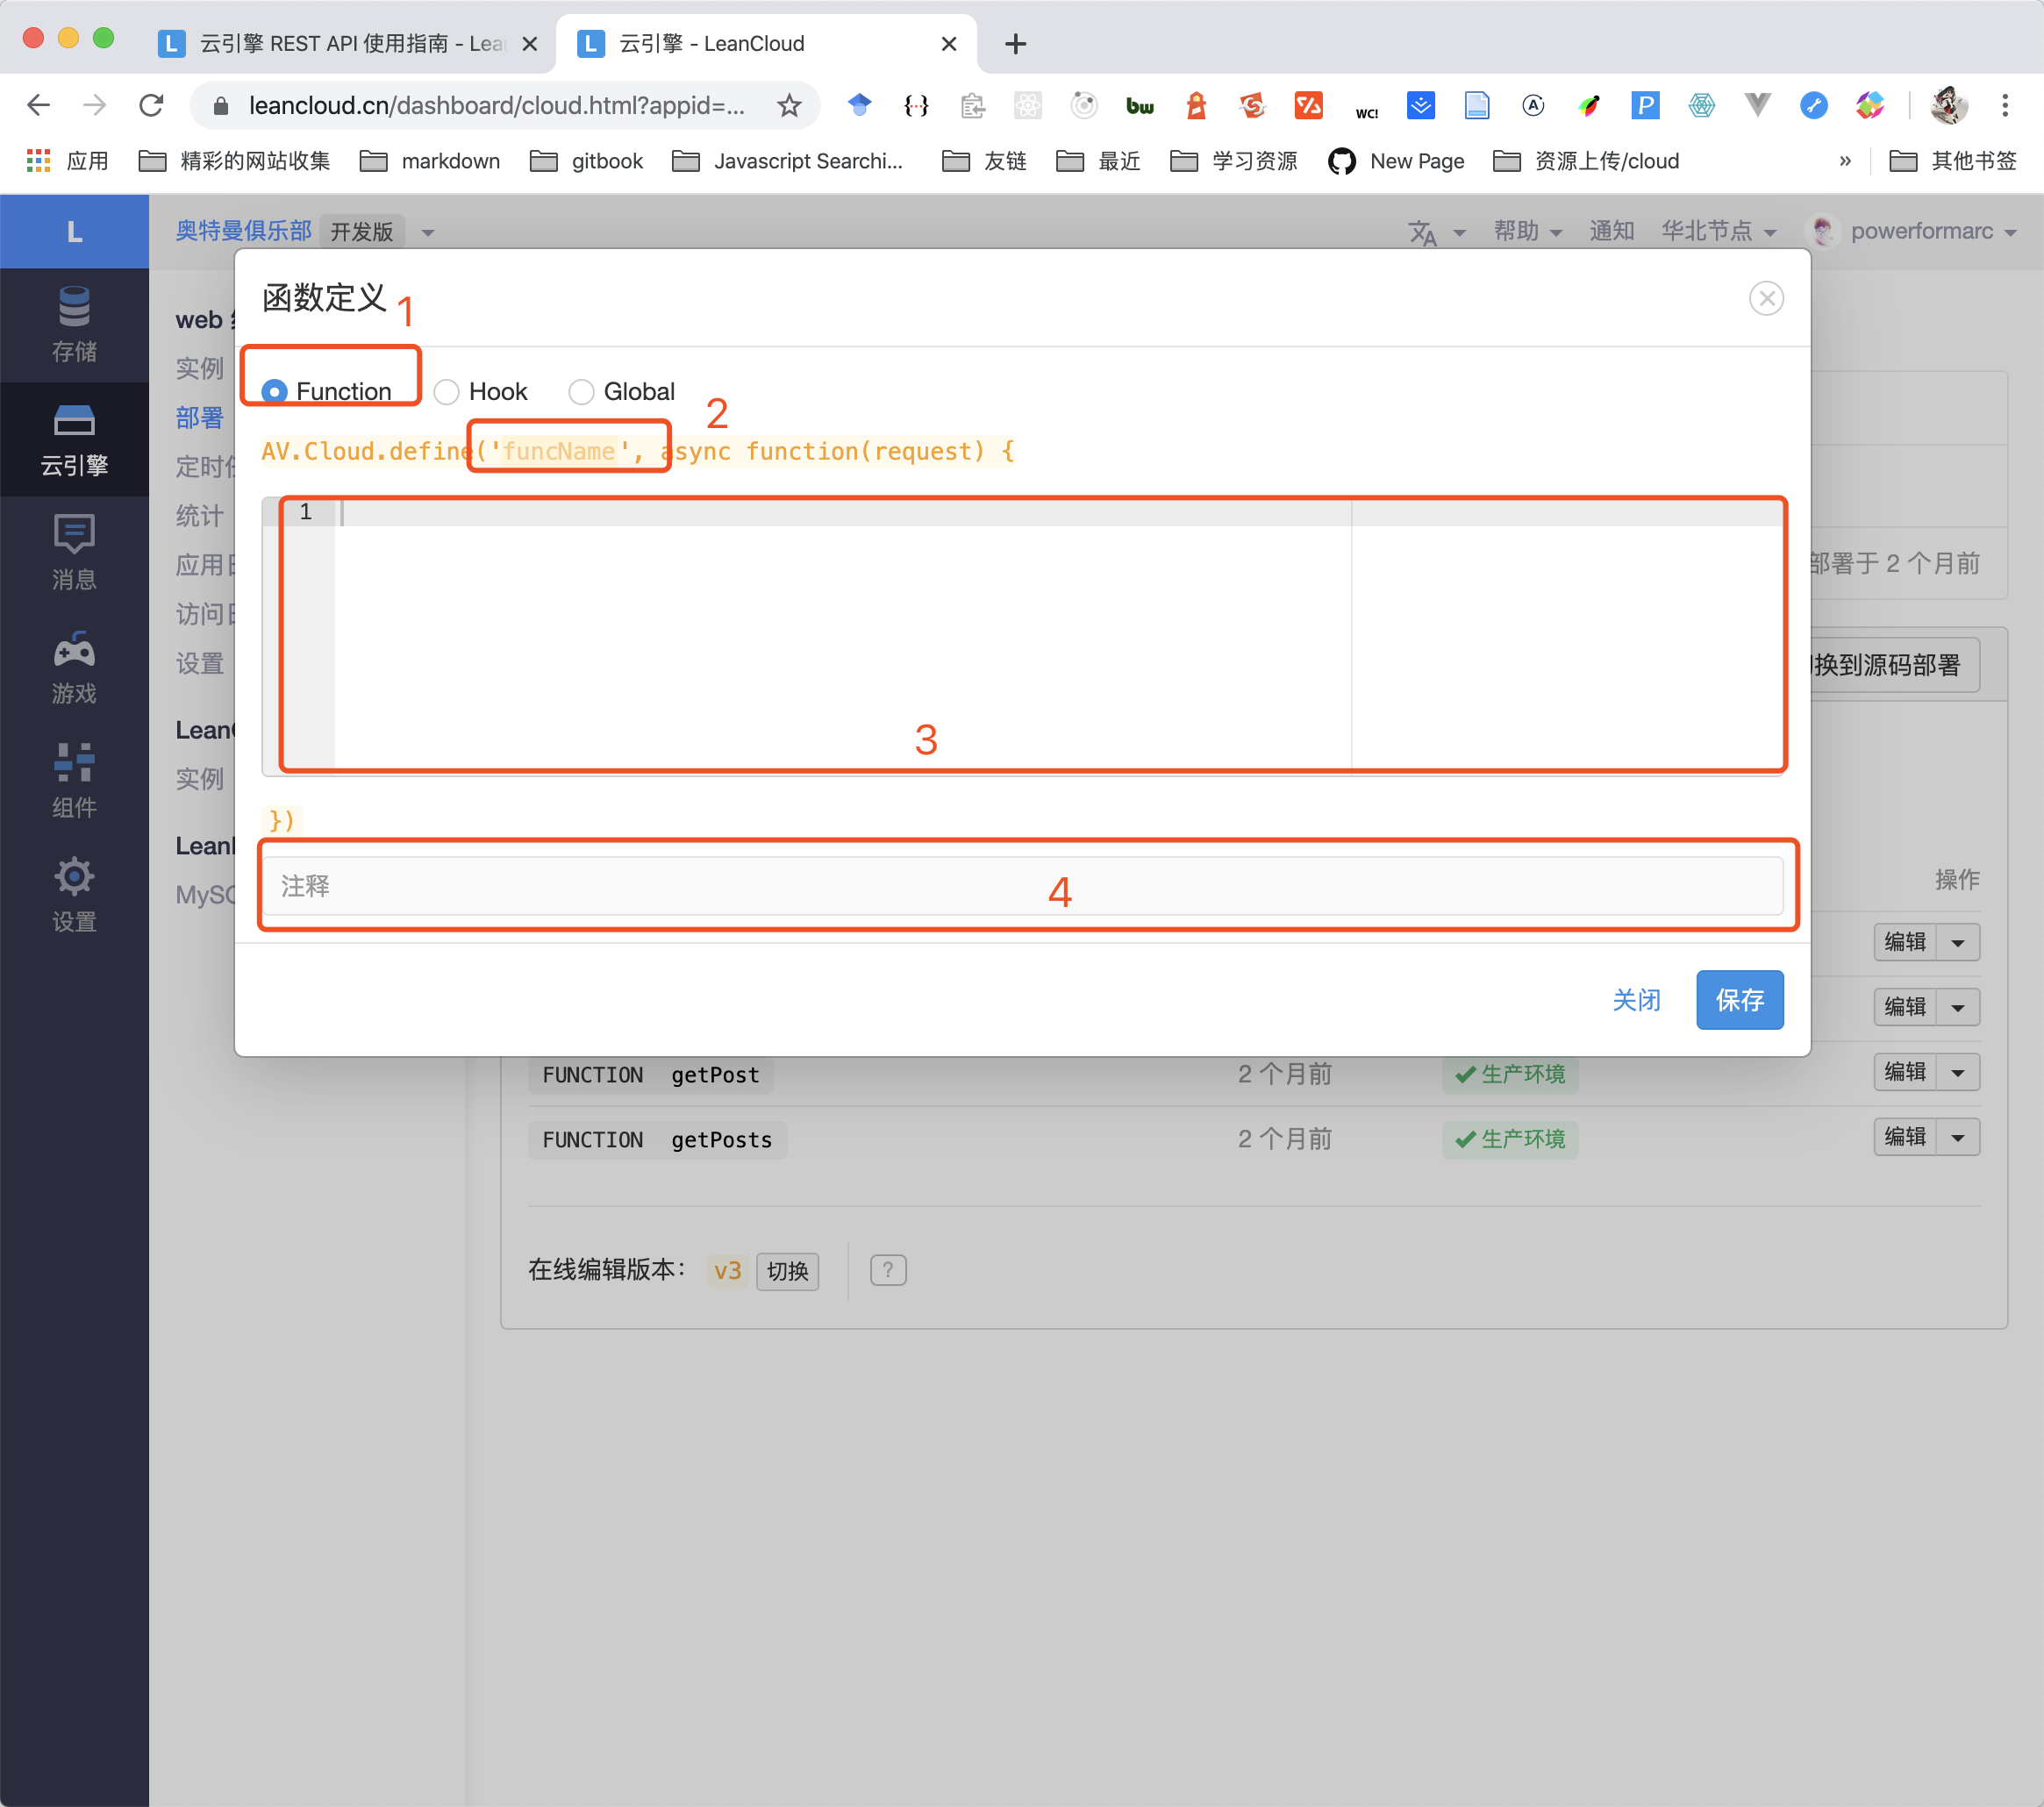 云引擎 REST API 使用指南 - Lea
云引擎 - LeanCloud
leancloud.cn/dashboard/cloud.html?appid=...
应用
精彩的网站收集
markdown
gitbook
Javascript Searchi...
友链
最近
学习资源
New Page
资源上传/cloud
»
其他书签
L
奥特曼俱乐部
开发版
帮助
通知
华北节点
powerformarc
存储
云引擎
消息
游戏
组件
设置
web
实例
部署
定时
统计
应用
访问
设置
Lean
实例
Lean
MyS
函数定义
1
Function
Hook
Global
2
AV.Cloud.define('funcName', async function(request) {
1
3
})
注释
4
关闭
保存
部署于 2 个月前
换到源码部署
操作
编辑
编辑
FUNCTION getPost
2 个月前
生产环境
编辑
FUNCTION getPosts
2 个月前
生产环境
编辑
在线编辑版本：
v3
切换
?